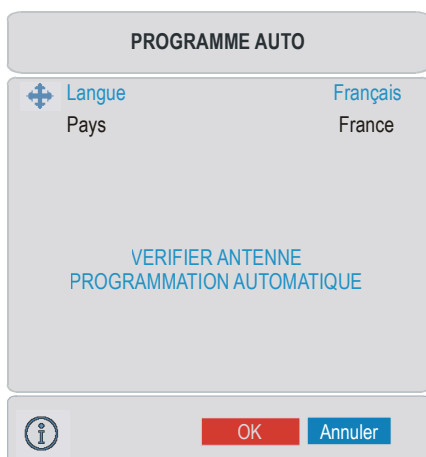 PROGRAMME AUTO
Langue Français
Pays France
VERIFIER ANTENNE
PROGRAMMATION AUTOMATIQUE
i OK Annuler